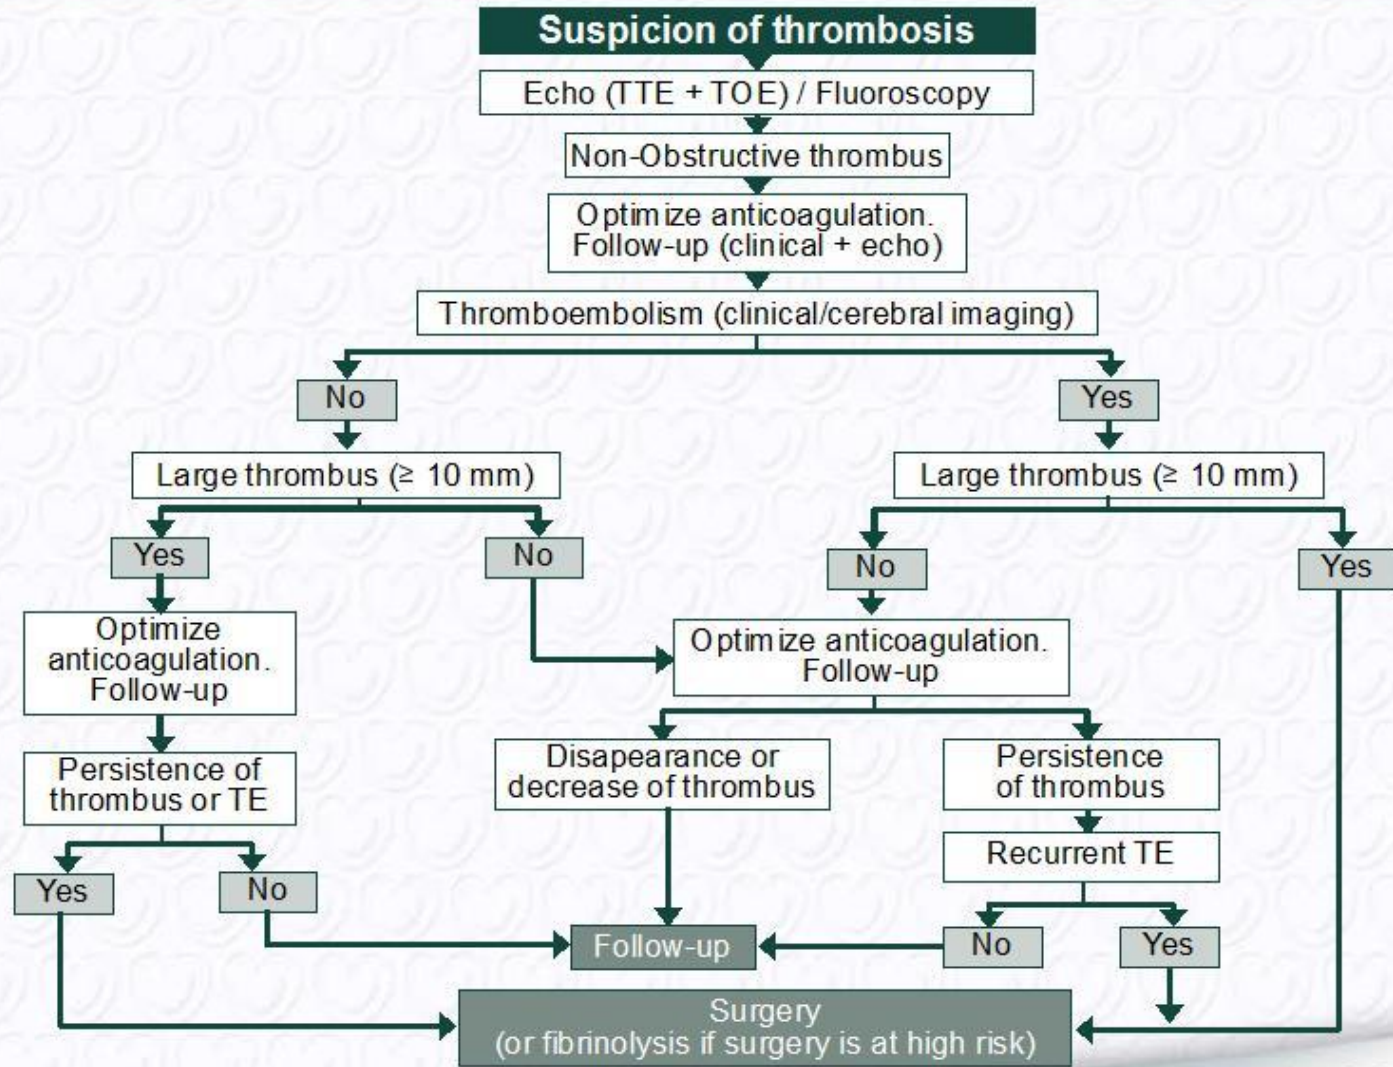 Suspicion of thrombosis
Echo (TTE + TOE) / Fluoroscopy
Non-Obstructive thrombus
Optimize anticoagulation.
Follow-up (clinical + echo)
Thromboembolism (clinical/cerebral imaging)
No
Yes
Large thrombus (≥ 10 mm)
Large thrombus (≥ 10 mm)
Yes
No
No
Yes
Optimize
anticoagulation.
Follow-up
Optimize anticoagulation.
Follow-up
Persistence of
thrombus or TE
Disapearance or
decrease of thrombus
Persistence
of thrombus
Recurrent TE
Yes
No
No
Yes
Follow-up
Surgery
(or fibrinolysis if surgery is at high risk)